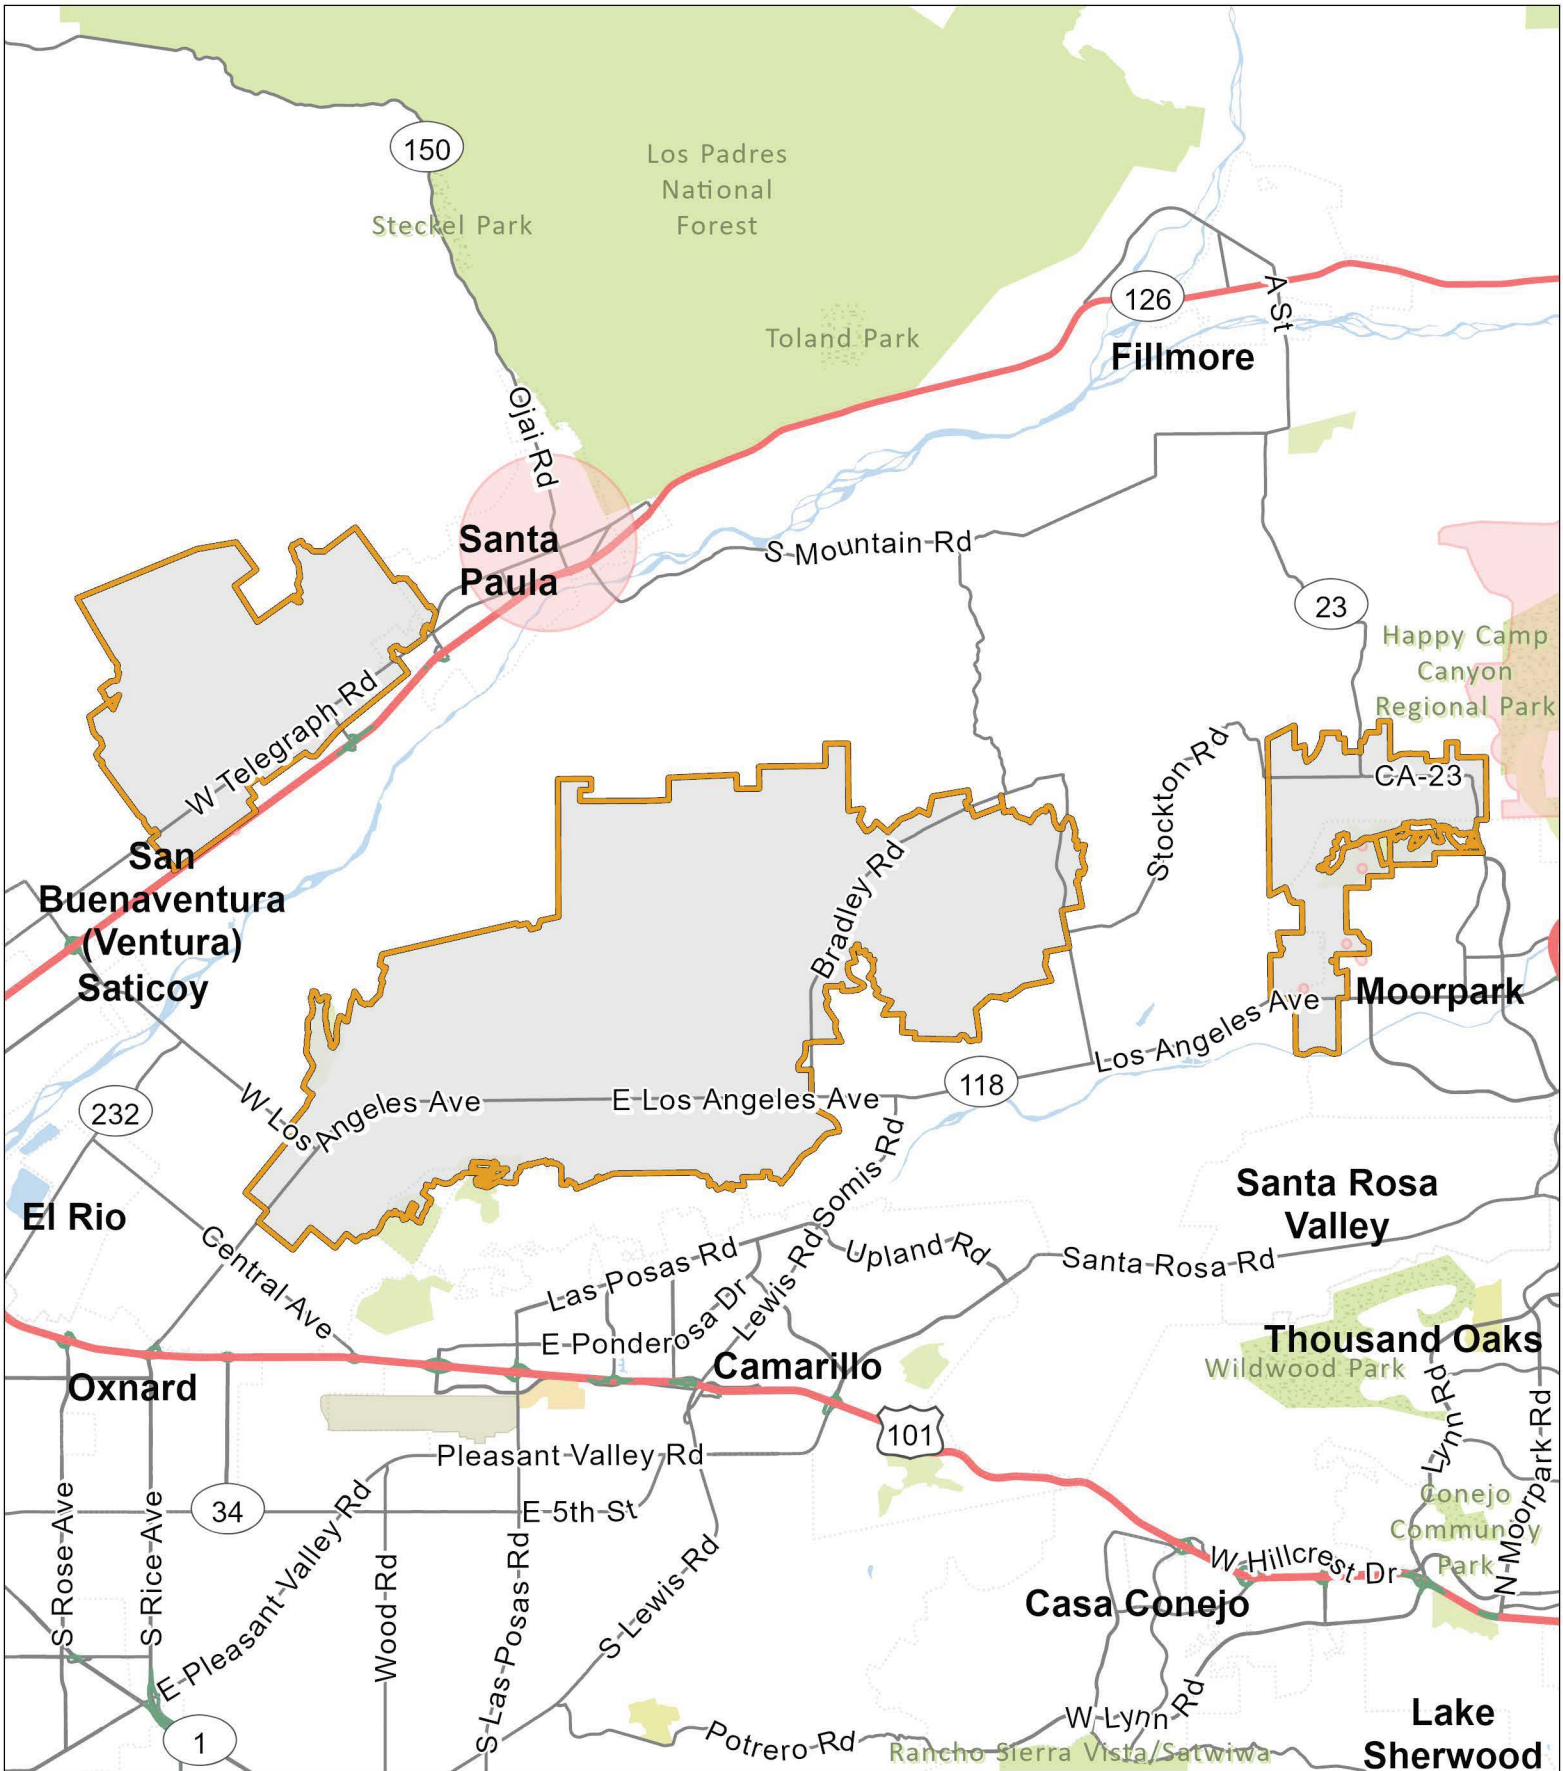 150
Los Padres
National
Forest
Steckel Park
126
A St
Toland Park
Fillmore
Ojai Rd
Santa
Paula
S Mountain Rd
23
Happy Camp
Canyon
Regional Park
W Telegraph Rd
Stockton Rd
CA-23
San
Buenaventura
(Ventura)
Saticoy
Bradley Rd
Moorpark
Los Angeles Ave
118
232
W Los Angeles Ave
E Los Angeles Ave
Somis Rd
El Rio
Santa Rosa
Valley
Central Ave
Las Posas Rd
Upland Rd
Santa Rosa Rd
Lewis Rd
E Ponderosa Dr
Thousand Oaks
Wildwood Park
Camarillo
Oxnard
Lynn Rd
N Moorpark Rd
101
Pleasant Valley Rd
34
E 5th St
Conejo
Community
Park
S Rose Ave
S Rice Ave
E Pleasant Valley Rd
Wood Rd
S Las Posas Rd
S Lewis Rd
W Hillcrest Dr
Casa Conejo
1
Potrero Rd
W Lynn Rd
Rancho Sierra Vista/Satwiwa
Lake
Sherwood